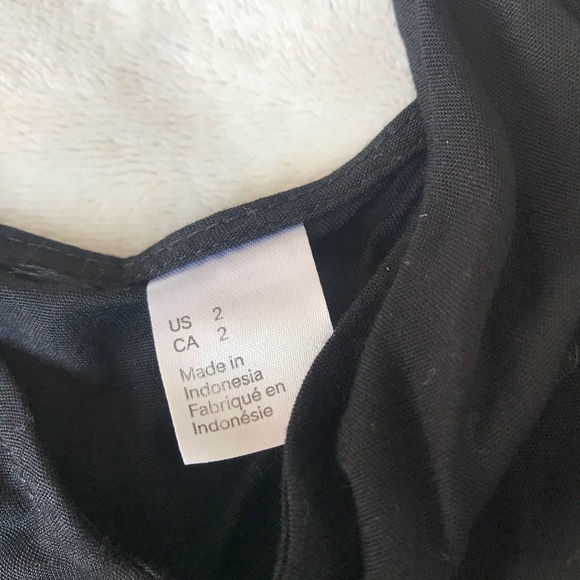 US 2
CA 2
Made in
Indonesia
Fabriqué en
Indonésie